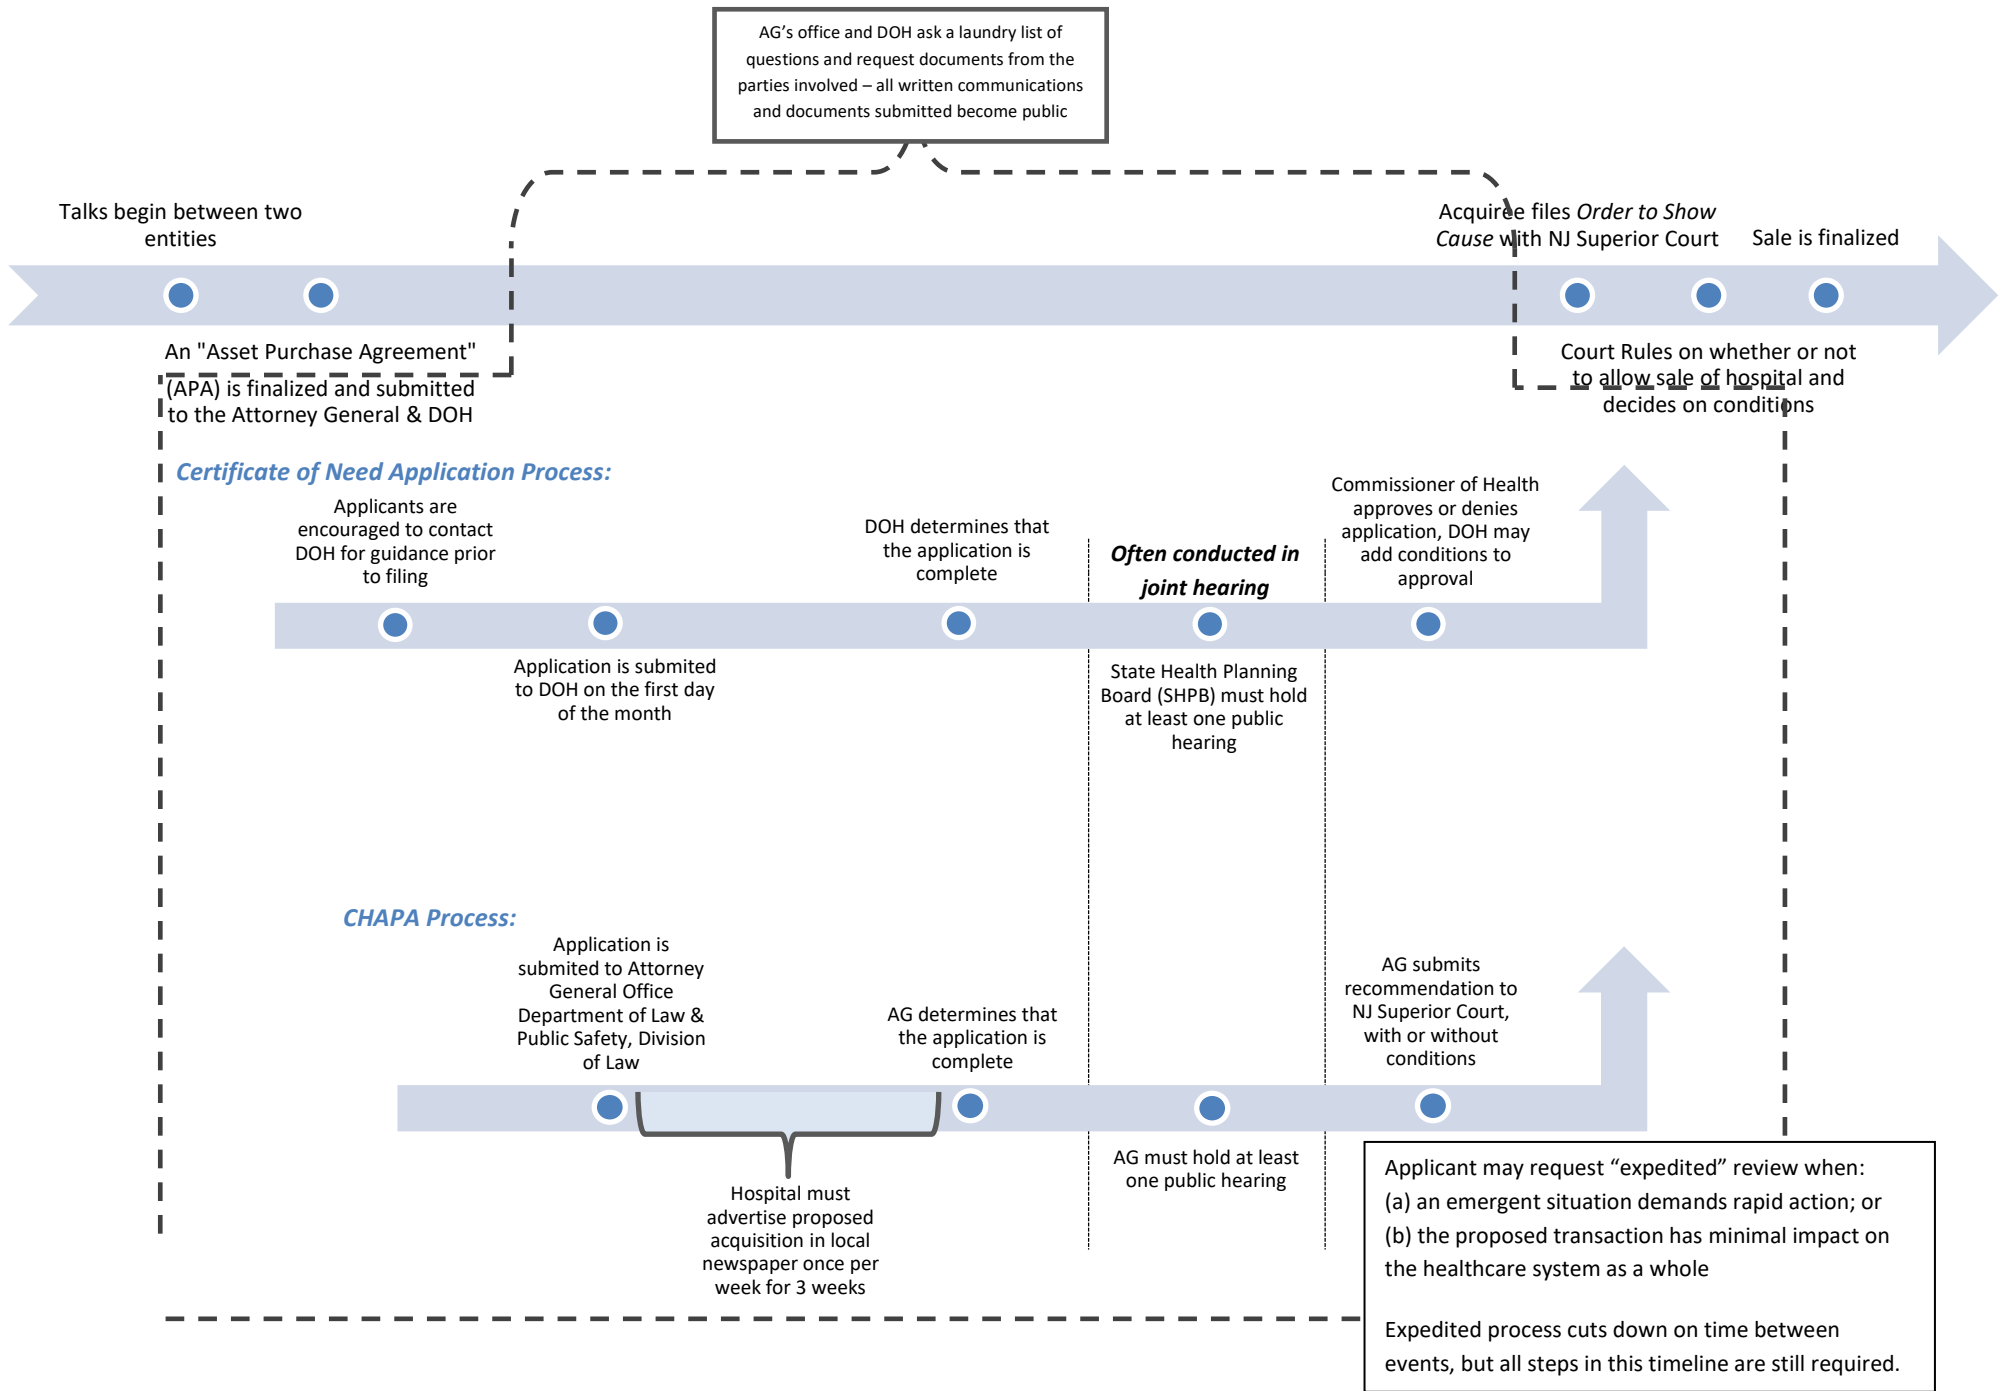 AG's office and DOH ask a laundry list of
questions and request documents from the
parties involved – all written communications
and documents submitted become public
Talks begin between two
entities
Acquiree files Order to Show
Cause with NJ Superior Court
Sale is finalized
An "Asset Purchase Agreement"
(APA) is finalized and submitted
to the Attorney General & DOH
Court Rules on whether or not
to allow sale of hospital and
decides on conditions
Certificate of Need Application Process:
Applicants are
encouraged to contact
DOH for guidance prior
to filing
DOH determines that
the application is
complete
Often conducted in
joint hearing
Commissioner of Health
approves or denies
application, DOH may
add conditions to
approval
Application is submited
to DOH on the first day
of the month
State Health Planning
Board (SHPB) must hold
at least one public
hearing
CHAPA Process:
Application is
submited to Attorney
General Office
Department of Law &
Public Safety, Division
of Law
AG determines that
the application is
complete
AG submits
recommendation to
NJ Superior Court,
with or without
conditions
Hospital must
advertise proposed
acquisition in local
newspaper once per
week for 3 weeks
AG must hold at least
one public hearing
Applicant may request “expedited” review when:
(a) an emergent situation demands rapid action; or
(b) the proposed transaction has minimal impact on
the healthcare system as a whole
Expedited process cuts down on time between
events, but all steps in this timeline are still required.